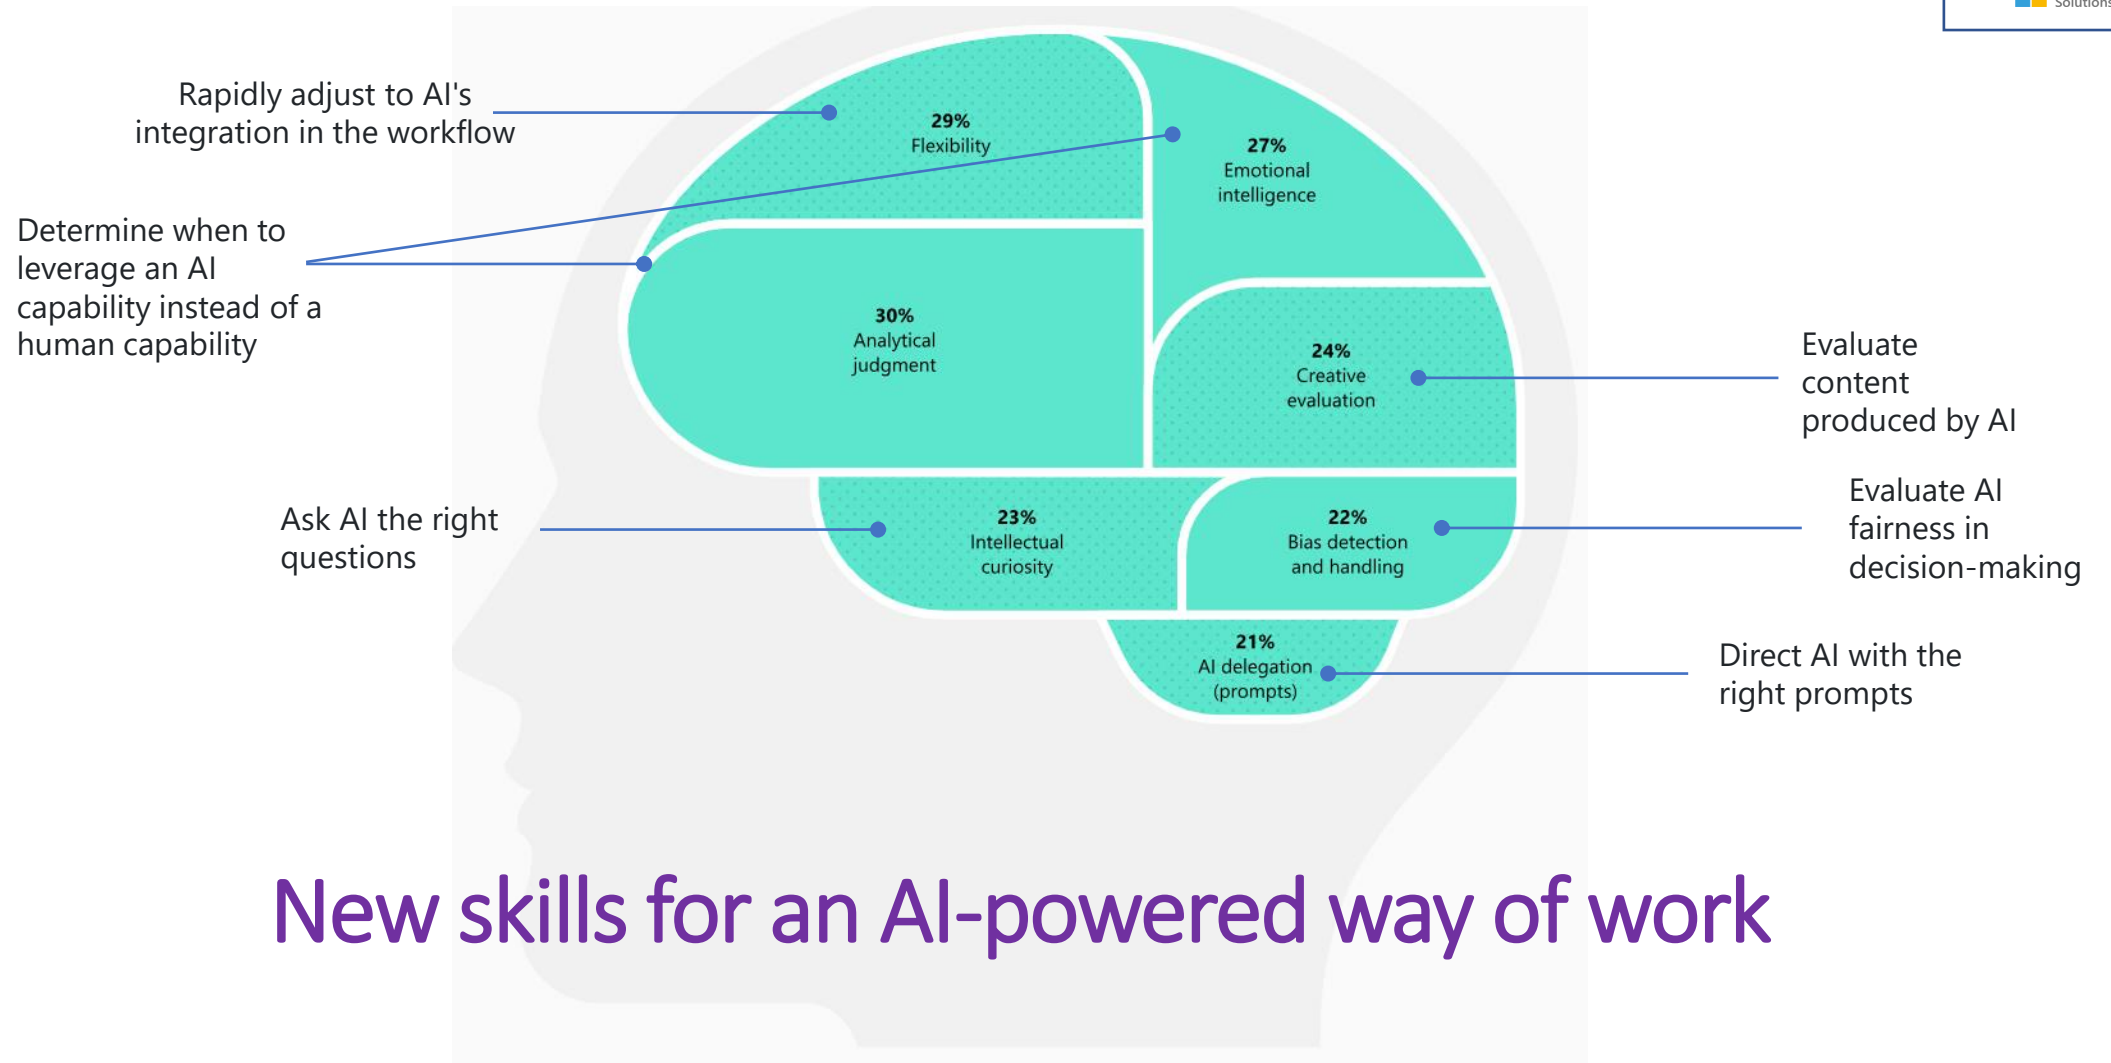 Solutions
Rapidly adjust to AI's
integration in the workflow
29%
Flexibility
27%
Emotional
intelligence
Determine when to
leverage an AI
capability instead of a
human capability
30%
Analytical
judgment
24%
Creative
evaluation
Evaluate
content
produced by AI
Ask AI the right
questions
23%
Intellectual
curiosity
22%
Bias detection
and handling
Evaluate AI
fairness in
decision-making
21%
AI delegation
(prompts)
Direct AI with the
right prompts
New skills for an AI-powered way of work